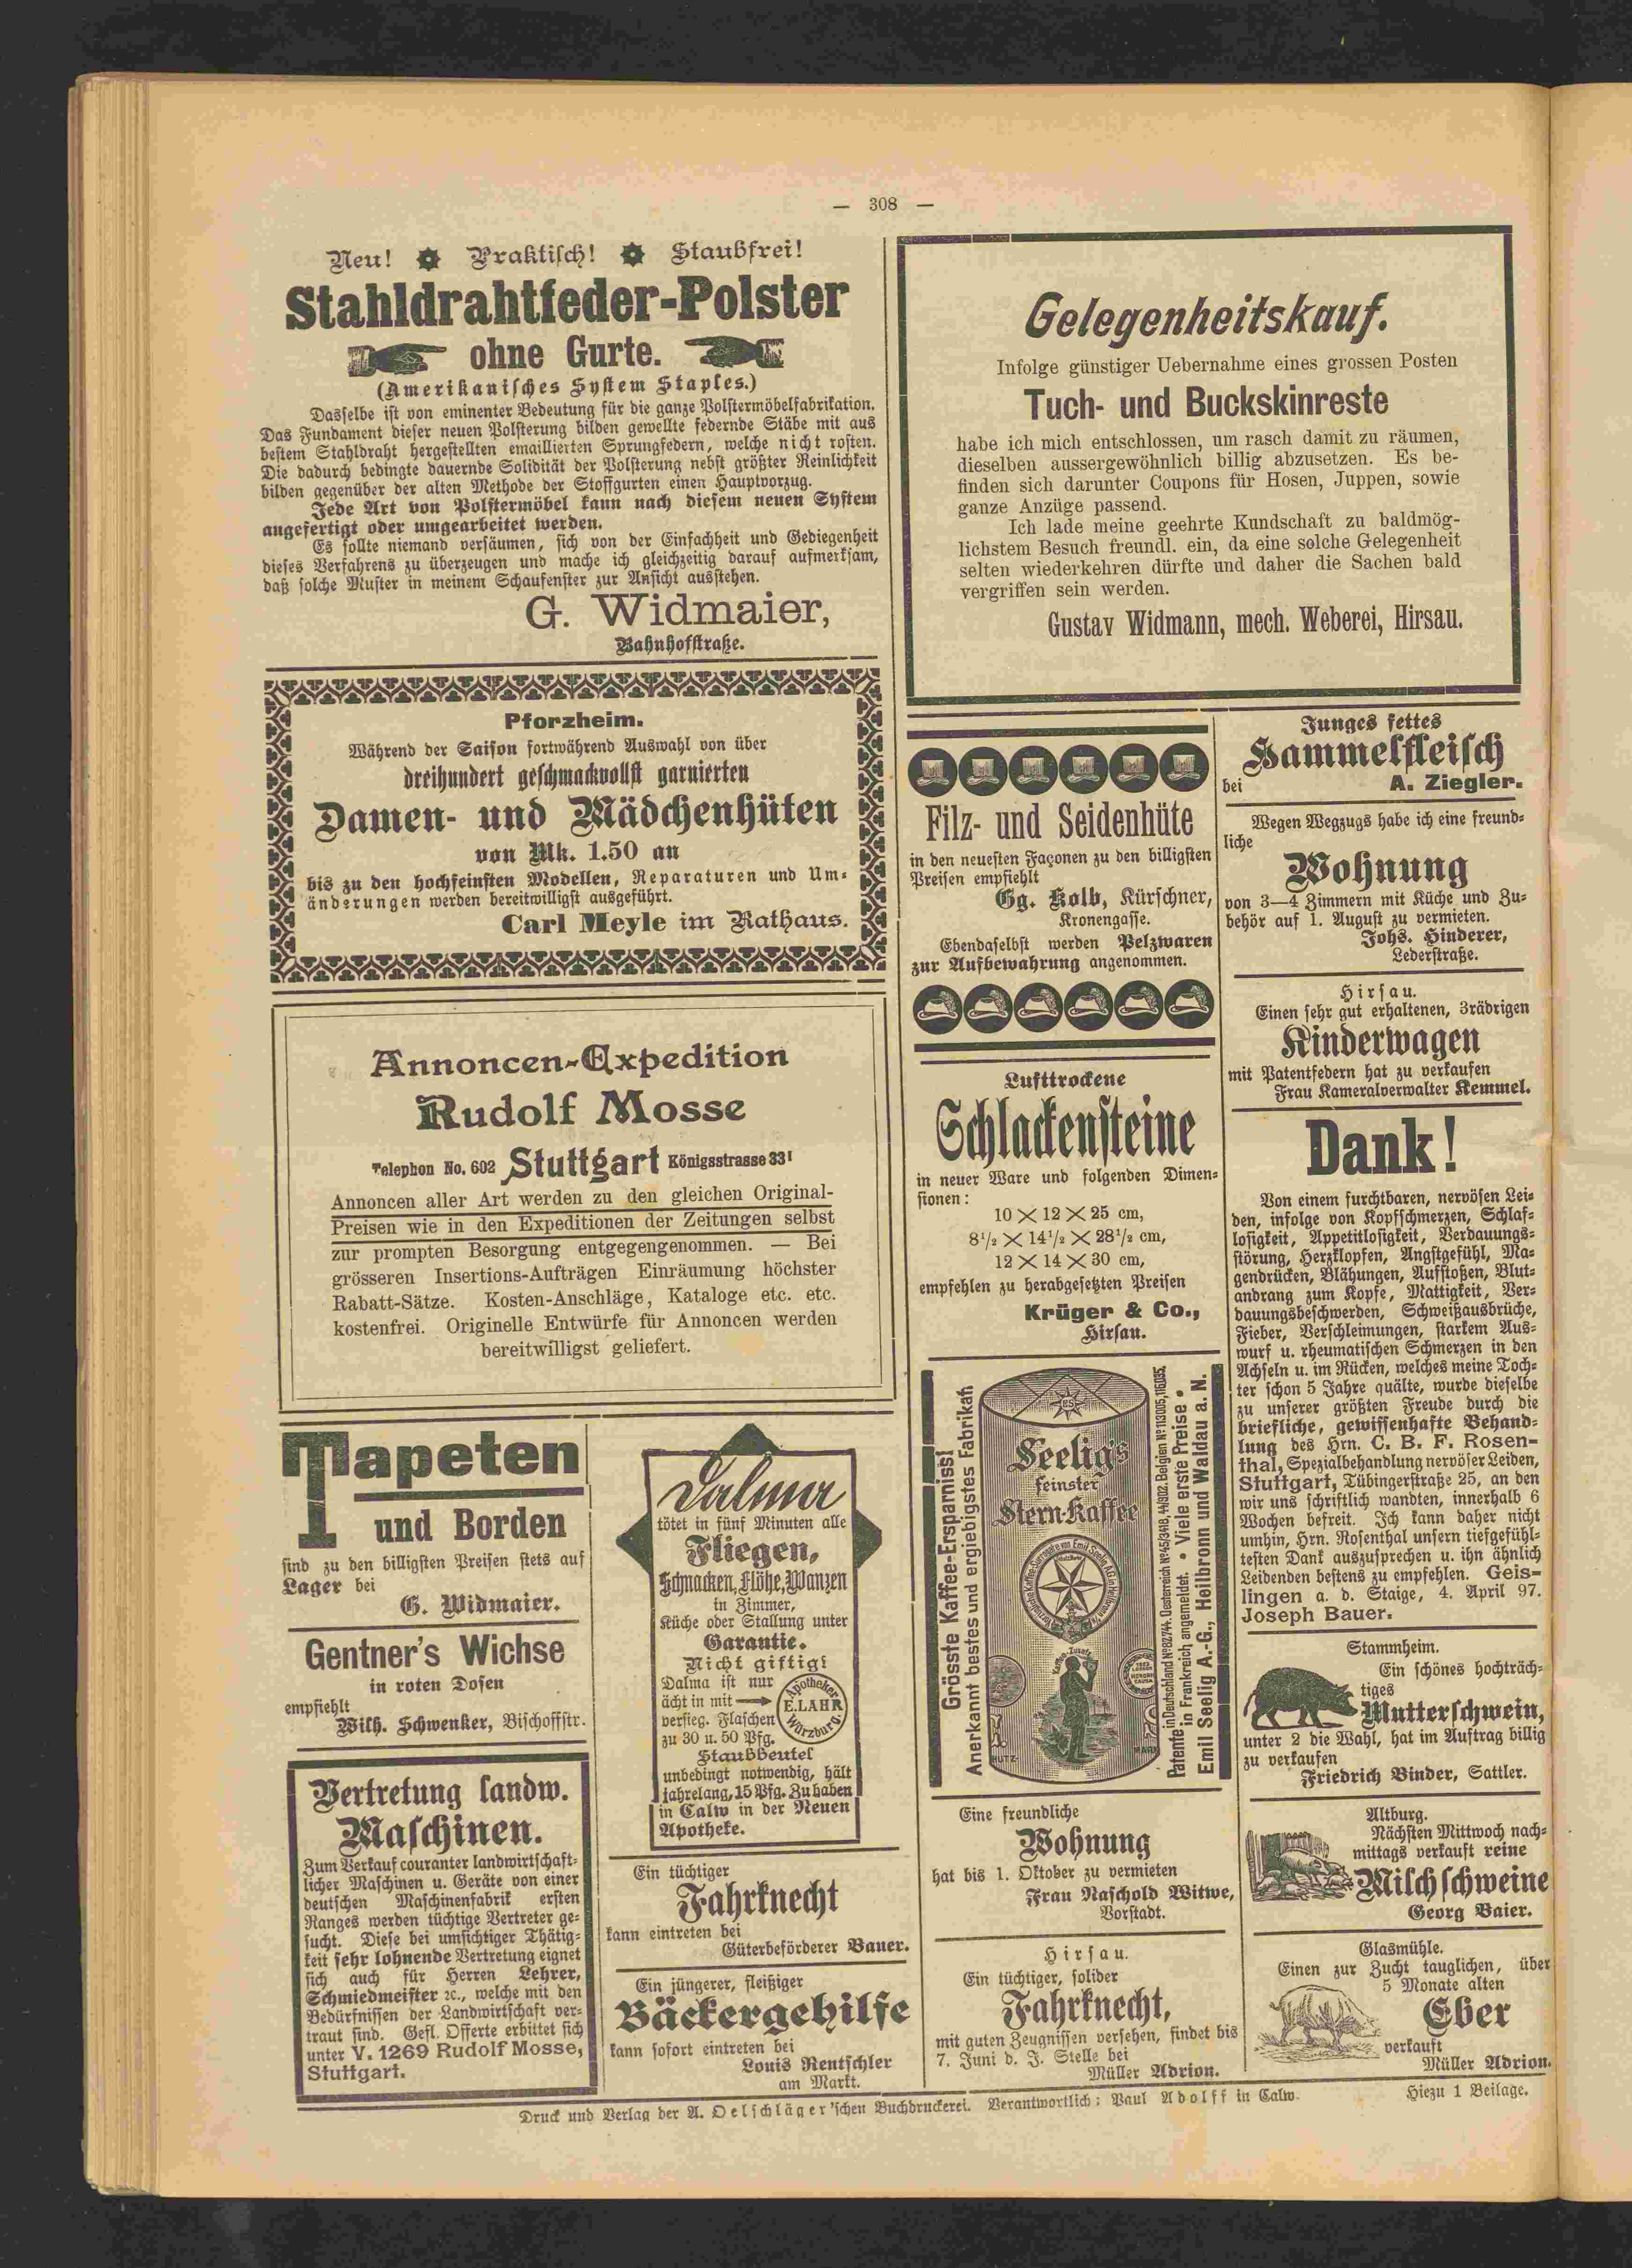 — 308 —
Neu! Praktisch! Staubfrei!
Stahldrahtfeder-Polster
ohne Gurte.
(Amerikanisches System Staples.)
Dasselbe ist von eminenter Bedeutung für die ganze Polstermöbelfabrikation.
Das Fundament dieser neuen Polsterung bilden gewellte federnde Stäbe mit aus
bestem Stahldraht hergestellten emaillierten Sprungfedern, welche nicht rosten.
Die dadurch bedingte dauernde Solidität der Polsterung nebst größter Reinlichkeit
bilden gegenüber der alten Methode der Stoffgurten einen Hauptvorzug.
Jede Art von Polstermöbel kann nach diesem neuen System
angefertigt oder umgearbeitet werden.
Es sollte niemand versäumen, sich von der Einfachheit und Gediegenheit
dieses Verfahrens zu überzeugen und mache ich gleichzeitig darauf aufmerksam,
daß solche Muster in meinem Schaufenster zur Ansicht ausstehen.
G. Widmaier,
Bahnhofstraße.
Pforzheim.
Während der Saison fortwährend Auswahl von über
dreihundert geschmackvollst garnierten
Damen- und Mädchenhüten
von Mk. 1.50 an
bis zu den hochfeinsten Modellen, Reparaturen und Um-
änderungen werden bereitwilligst ausgeführt.
Carl Meyle im Rathaus.
Annoncen-Expedition
Rudolf Mosse
Telephon No. 602 Stuttgart Königsstrasse 33¹
Annoncen aller Art werden zu den gleichen Original-
Preisen wie in den Expeditionen der Zeitungen selbst
zur prompten Besorgung entgegengenommen. — Bei
grösseren Insertions-Aufträgen Einräumung höchster
Rabatt-Sätze. Kosten-Anschläge, Kataloge etc. etc.
kostenfrei. Originelle Entwürfe für Annoncen werden
bereitwilligst geliefert.
Tapeten
und Borden
sind zu den billigsten Preisen stets auf
Lager bei
G. Widmaier.
Gentner's Wichse
in roten Dosen
empfiehlt
Wilh. Schwenker, Bischoffstr.
Vertretung landw.
Maschinen.
Zum Verkauf couranter landwirtschaft-
licher Maschinen u. Geräte von einer
deutschen Maschinenfabrik ersten
Ranges werden tüchtige Vertreter ge-
sucht. Diese bei umsichtiger Thätig-
keit sehr lohnende Vertretung eignet
sich auch für Herren Lehrer,
Schmiedmeister ꝛc., welche mit den
Bedürfnissen der Landwirtschaft ver-
traut sind. Gefl. Offerte erbittet sich
unter V. 1269 Rudolf Mosse,
Stuttgart.
Dalma
tötet in fünf Minuten alle
Fliegen,
Schnacken, Flöhe, Wanzen
in Zimmer,
Küche oder Stallung unter
Garantie.
Nicht giftig!
Dalma ist nur
ächt in mit
versieg. Flaschen
zu 30 u. 50 Pfg.
Apotheker
E. LAHR
Würzburg.
Staubbeutel
unbedingt notwendig, hält
jahrelang, 15 Pfg. Zu haben
in Calw in der Neuen
Apotheke.
Ein tüchtiger
Fahrknecht
kann eintreten bei
Güterbeförderer Bauer.
Ein jüngerer, fleißiger
Bäckergehilfe
kann sofort eintreten bei
Louis Rentschler
am Markt.
Gelegenheitskauf.
Infolge günstiger Uebernahme eines grossen Posten
Tuch- und Buckskinreste
habe ich mich entschlossen, um rasch damit zu räumen,
dieselben aussergewöhnlich billig abzusetzen. Es be-
finden sich darunter Coupons für Hosen, Juppen, sowie
ganze Anzüge passend.
Ich lade meine geehrte Kundschaft zu baldmög-
lichstem Besuch freundl. ein, da eine solche Gelegenheit
selten wiederkehren dürfte und daher die Sachen bald
vergriffen sein werden.
Gustav Widmann, mech. Weberei, Hirsau.
Filz- und Seidenhüte
in den neuesten Façonen zu den billigsten
Preisen empfiehlt
Gg. Kolb, Kürschner,
Kronengasse.
Ebendaselbst werden Pelzwaren
zur Aufbewahrung angenommen.
Lufttrockene
Schlackensteine
in neuer Ware und folgenden Dimen-
sionen:
10 × 12 × 25 cm,
8¹/₂ × 14¹/₂ × 28¹/₂ cm,
12 × 14 × 30 cm,
empfehlen zu herabgesetzten Preisen
Krüger & Co.,
Hirsau.
Grösste Kaffee-Ersparniss!
Anerkannt bestes und ergiebigstes Fabrikat
ES
Seelig's
feinster
Stern-Kaffee
Kaffee-Zusatz
Patente in Deutschland No 82744. Oesterreich No 45/3418, 44/902. Belgien No 113005, 116035.
in Frankreich angemeldet. • Viele erste Preise •
Emil Seelig A.-G., Heilbronn und Waldau a. N.
Eine freundliche
Wohnung
hat bis 1. Oktober zu vermieten
Frau Naschold Witwe,
Vorstadt.
Hirsau.
Ein tüchtiger, solider
Fahrknecht,
mit guten Zeugnissen versehen, findet bis
7. Juni d. J. Stelle bei
Müller Adrion.
Junges fettes
Hammelfleisch
bei A. Ziegler.
Wegen Wegzugs habe ich eine freund-
liche
Wohnung
von 3—4 Zimmern mit Küche und Zu-
behör auf 1. August zu vermieten.
Johs. Hinderer,
Lederstraße.
Hirsau.
Einen sehr gut erhaltenen, 3rädrigen
Kinderwagen
mit Patentfedern hat zu verkaufen
Frau Kameralverwalter Kemmel.
Dank!
Von einem furchtbaren, nervösen Lei-
den, infolge von Kopfschmerzen, Schlaf-
losigkeit, Appetitlosigkeit, Verdauungs-
störung, Herzklopfen, Angstgefühl, Ma-
gendrücken, Blähungen, Aufstoßen, Blut-
andrang zum Kopfe, Mattigkeit, Ver-
dauungsbeschwerden, Schweißausbrüche,
Fieber, Verschleimungen, starkem Aus-
wurf u. rheumatischen Schmerzen in den
Achseln u. im Rücken, welches meine Toch-
ter schon 5 Jahre quälte, wurde dieselbe
zu unserer größten Freude durch die
briefliche, gewissenhafte Behand-
lung des Hrn. C. B. F. Rosen-
thal, Spezialbehandlung nervöser Leiden,
Stuttgart, Tübingerstraße 25, an den
wir uns schriftlich wandten, innerhalb 6
Wochen befreit. Ich kann daher nicht
umhin, Hrn. Rosenthal unsern tiefgefühl-
testen Dank auszusprechen u. ihn ähnlich
Leidenden bestens zu empfehlen. Geis-
lingen a. d. Staige, 4. April 97.
Joseph Bauer.
Stammheim.
Ein schönes hochträch-
tiges
Mutterschwein,
unter 2 die Wahl, hat im Auftrag billig
zu verkaufen
Friedrich Binder, Sattler.
Altburg.
Nächsten Mittwoch nach-
mittags verkauft reine
Milchschweine
Georg Baier.
Glasmühle.
Einen zur Zucht tauglichen, über
5 Monate alten
Eber
verkauft
Müller Adrion.
Druck und Verlag der A. Oelschläger'schen Buchdruckerei. Verantwortlich: Paul Adolff in Calw.
Hiezu 1 Beilage.